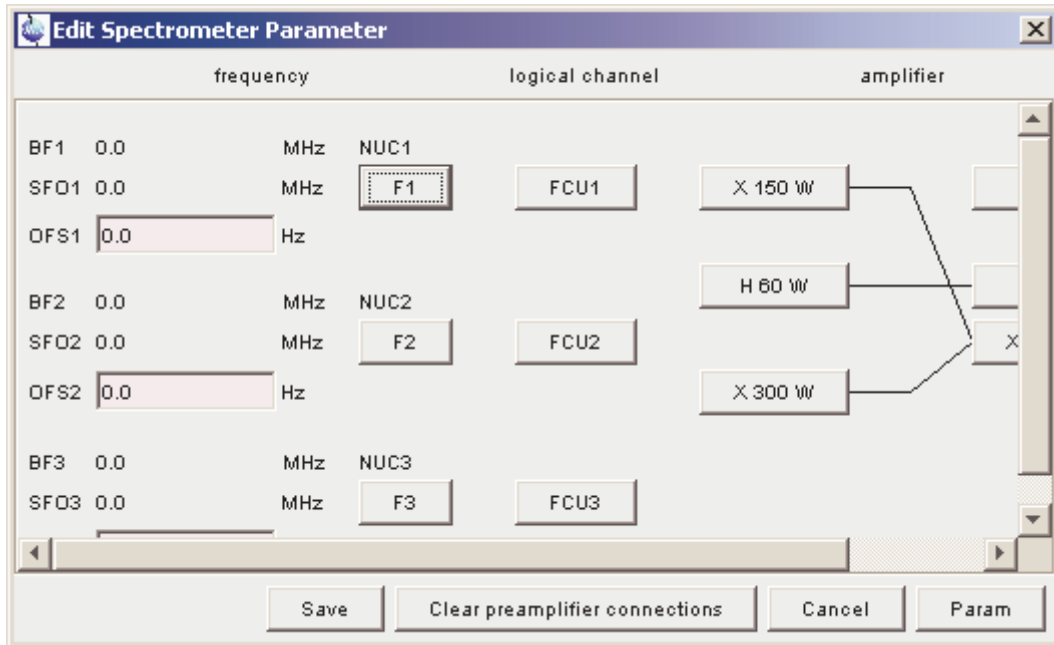 Edit Spectrometer Parameter
frequency logical channel amplifier
BF1 0.0 MHz NUC1
SFO1 0.0 MHz F1 FCU1 X 150 W
OFS1 0.0 Hz
H 60 W
BF2 0.0 MHz NUC2
SFO2 0.0 MHz F2 FCU2 X
OFS2 0.0 Hz X 300 W
BF3 0.0 MHz NUC3
SFO3 0.0 MHz F3 FCU3
Save Clear preamplifier connections Cancel Param